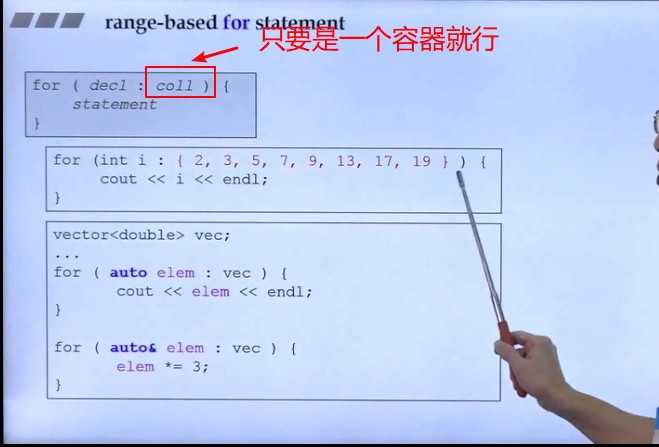 range-based for statement
只要是一个容器就行
for ( decl : coll ) {
statement
}
for (int i : { 2, 3, 5, 7, 9, 13, 17, 19 } ) {
cout << i << endl;
}
vector<double> vec;
...
for ( auto elem : vec ) {
cout << elem << endl;
}
for ( auto& elem : vec ) {
elem *= 3;
}